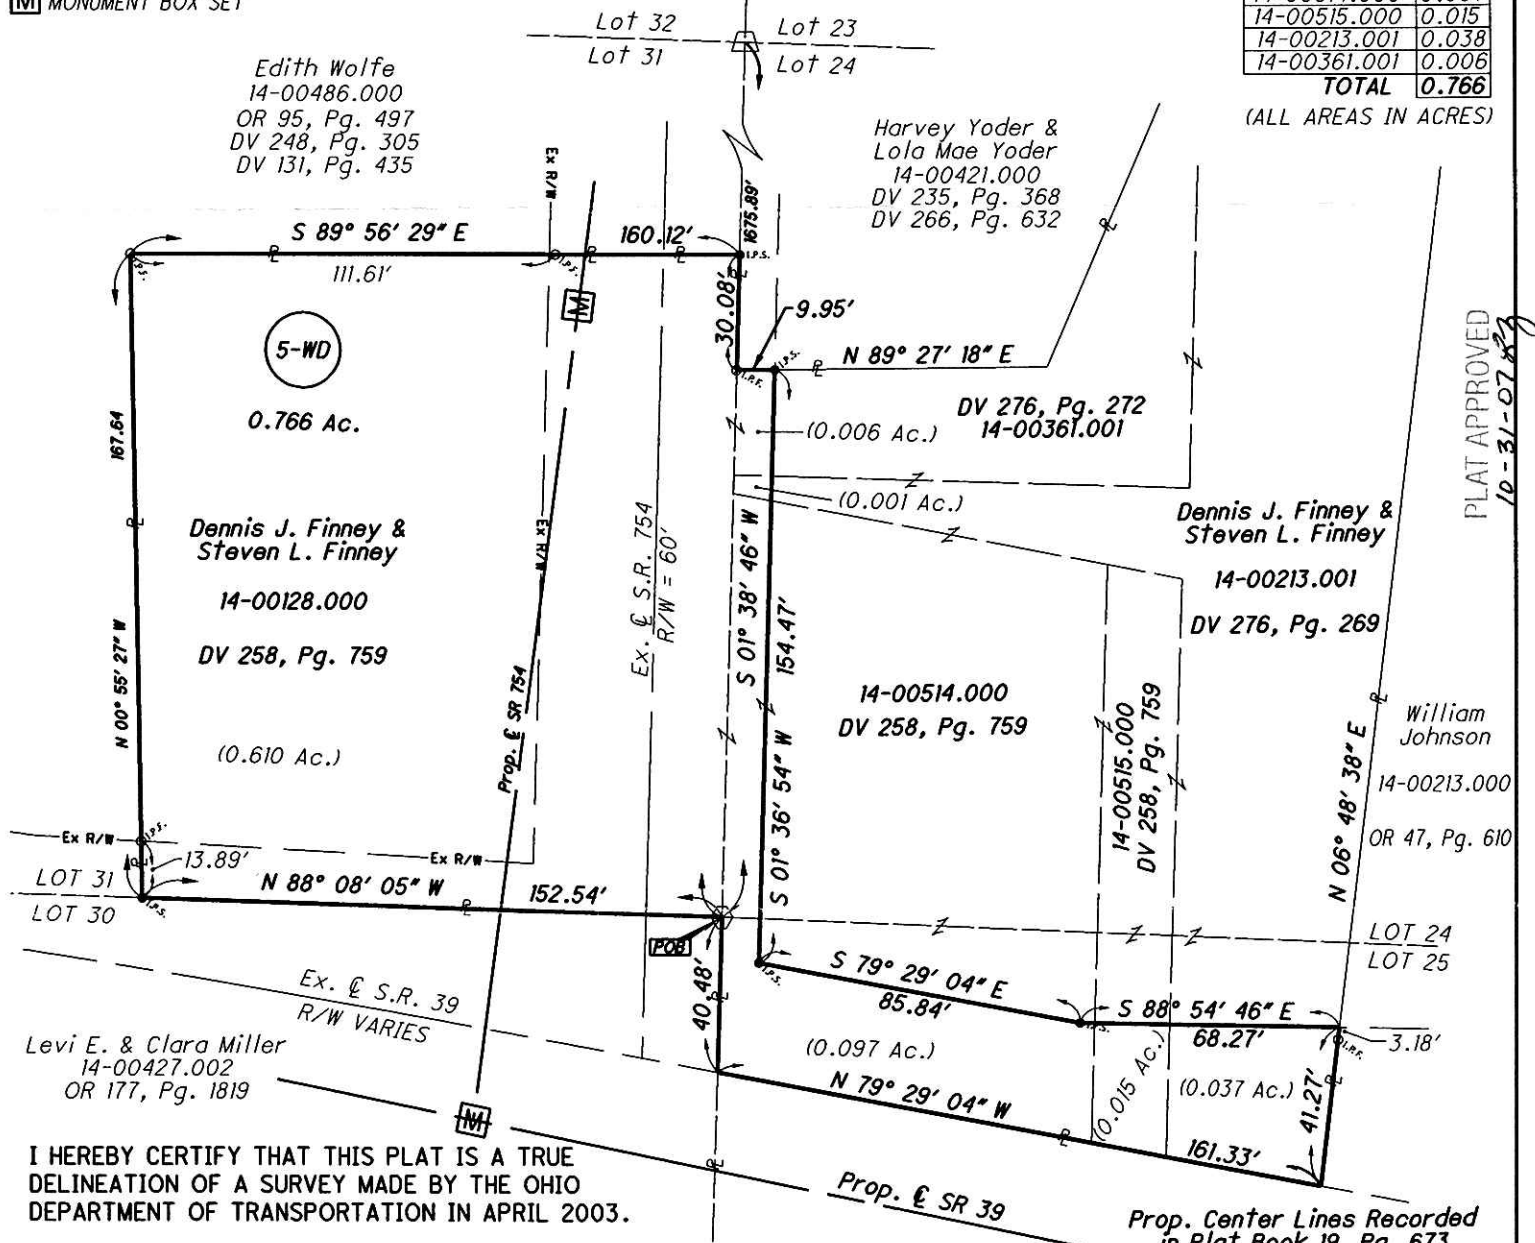 M MONUMENT BOX SET
Lot 32
Lot 23
Lot 31
Lot 24
14-00515.000 0.015
14-00213.001 0.038
14-00361.001 0.006
TOTAL 0.766
(ALL AREAS IN ACRES)
Edith Wolfe
14-00486.000
OR 95, Pg. 497
DV 248, Pg. 305
DV 131, Pg. 435
Ex R/W
Harvey Yoder &
Lola Mae Yoder
14-00421.000
DV 235, Pg. 368
DV 266, Pg. 632
1675.89'
S 89° 56' 29" E
160.12'
111.61'
I.P.S.
I.P.S.
I.P.S.
M
30.08'
9.95'
I.P.S.
I.P.F.
N 89° 27' 18" E
5-WD
0.766 Ac.
167.64
DV 276, Pg. 272
14-00361.001
(0.006 Ac.)
(0.001 Ac.)
PLAT APPROVED
10-31-07
Dennis J. Finney &
Steven L. Finney
14-00128.000
DV 258, Pg. 759
Ex R/W
Ex. ℄ S.R. 754
R/W = 60'
S 01° 38' 46" W
154.47'
Dennis J. Finney &
Steven L. Finney
14-00213.001
DV 276, Pg. 269
N 00° 55' 27" W
Prop. ℄ SR 754
14-00514.000
DV 258, Pg. 759
14-00515.000
DV 258, Pg. 759
William
Johnson
14-00213.000
OR 47, Pg. 610
N 06° 48' 38" E
(0.610 Ac.)
S 01° 36' 54" W
Ex R/W
I.P.S.
13.89'
Ex R/W
LOT 31
LOT 30
I.P.S.
N 88° 08' 05" W
152.54'
POB
LOT 24
LOT 25
I.P.S.
S 79° 29' 04" E
85.84'
S 88° 54' 46" E
68.27'
I.P.S.
I.P.F.
3.18'
40.48'
Ex. ℄ S.R. 39
R/W VARIES
(0.097 Ac.)
(0.015 Ac.)
(0.037 Ac.)
41.27'
N 79° 29' 04" W
161.33'
Levi E. & Clara Miller
14-00427.002
OR 177, Pg. 1819
M
I HEREBY CERTIFY THAT THIS PLAT IS A TRUE
DELINEATION OF A SURVEY MADE BY THE OHIO
DEPARTMENT OF TRANSPORTATION IN APRIL 2003.
Prop. ℄ SR 39
Prop. Center Lines Recorded
in Plat Book 19, Pg. 673